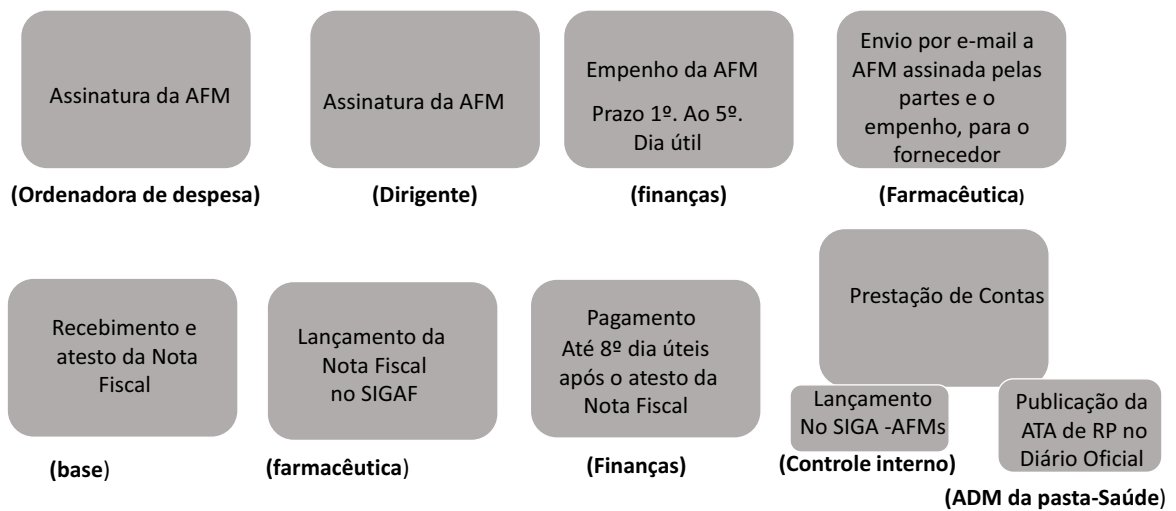 Assinatura da AFM
(Ordenadora de despesa)
Assinatura da AFM
(Dirigente)
Empenho da AFM
Prazo 1º. Ao 5º.
Dia útil
(finanças)
Envio por e-mail a
AFM assinada pelas
partes e o
empenho, para o
fornecedor
(Farmacêutica)
Recebimento e
atesto da Nota
Fiscal
(base)
Lançamento da
Nota Fiscal
no SIGAF
(farmacêutica)
Pagamento
Até 8º dia úteis
após o atesto da
Nota Fiscal
(Finanças)
Prestação de Contas
Lançamento
No SIGA -AFMs
(Controle interno)
Publicação da
ATA de RP no
Diário Oficial
(ADM da pasta-Saúde)